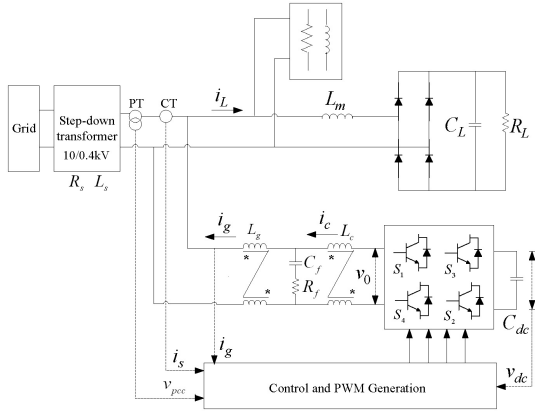 i_L
PT CT
L_m
Grid
Step-down
transformer
10/0.4kV
C_L
R_L
R_s L_s
i_g
L_g
i_c
L_c
* *
C_f
R_f
v_0
S_1
S_3
S_4
S_2
* *
C_dc
i_g
i_s
v_pcc
Control and PWM Generation
v_dc